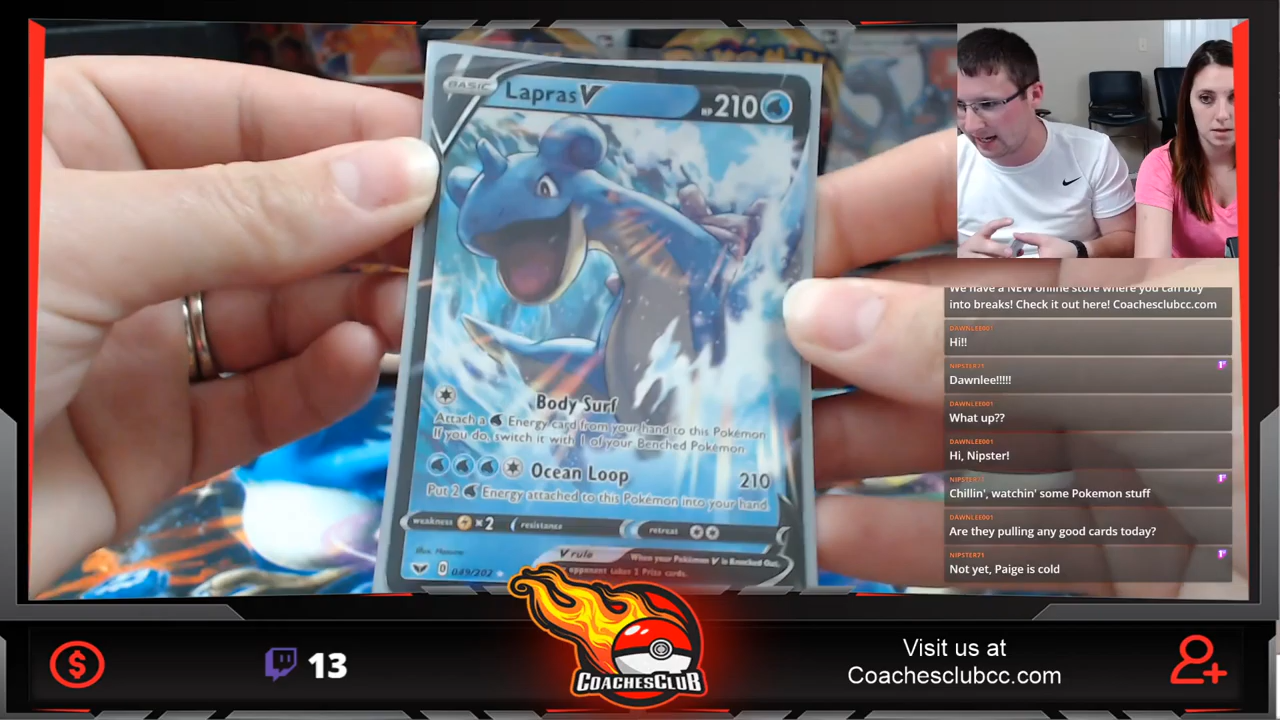 BASIC
Lapras V
HP 210
Body Surf
Attach a Energy card from your hand to this Pokémon
If you do, switch it with 1 of your Benched Pokémon
Ocean Loop 210
Put 2 Energy attached to this Pokémon into your hand
weakness ×2 resistance retreat
V rule When your Pokémon V is Knocked Out,
opponent takes 2 Prize cards.
049/202
We have a NEW online store where you can buy
into breaks! Check it out here! Coachesclubcc.com
DAWNLEE001
Hi!!
NIPSTER71
Dawnlee!!!!!
DAWNLEE001
What up??
DAWNLEE001
Hi, Nipster!
NIPSTER71
Chillin', watchin' some Pokemon stuff
DAWNLEE001
Are they pulling any good cards today?
NIPSTER71
Not yet, Paige is cold
$
13
COACHESCLUB
Visit us at
Coachesclubcc.com